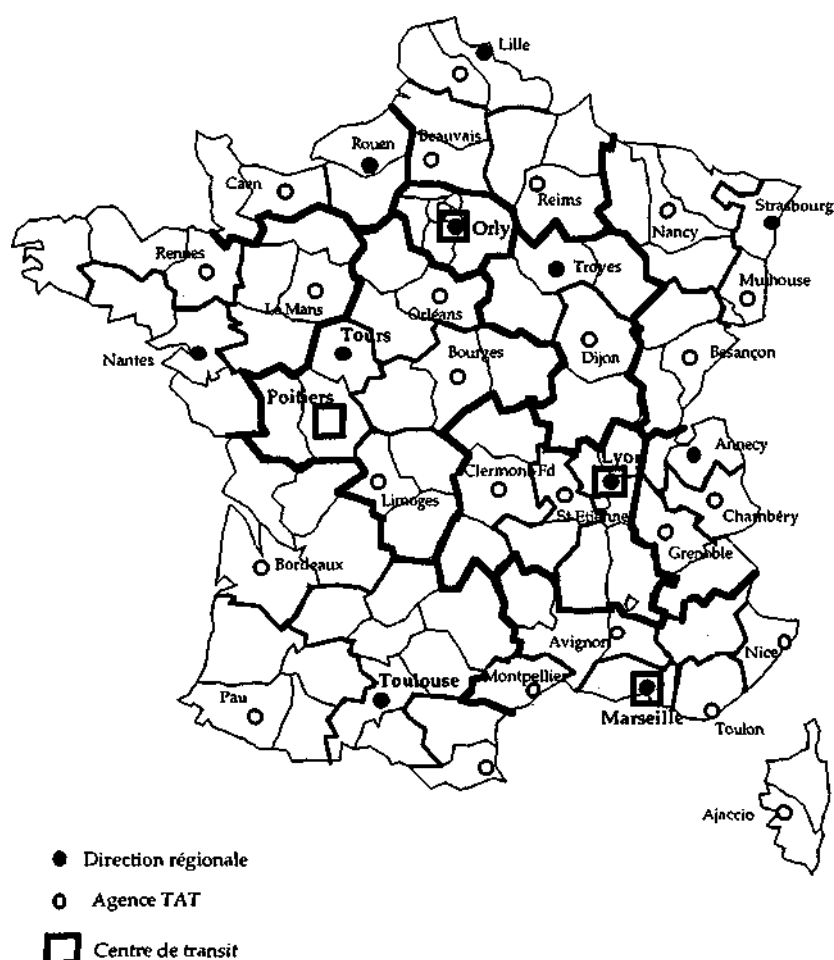 Lille
Beauvais
Rouen
Caen
Reims
Strasbourg
Orly
Nancy
Rennes
Troyes
Mulhouse
Le Mans
Orléans
Tours
Bourges
Besançon
Nantes
Dijon
Poitiers
Annecy
Lyon
Clermont-Fd
Limoges
St Etienne
Chambéry
Grenoble
Bordeaux
Avignon
Nice
Toulouse
Montpellier
Pau
Marseille
Toulon
Ajaccio
Direction régionale
Agence TAT
Centre de transit